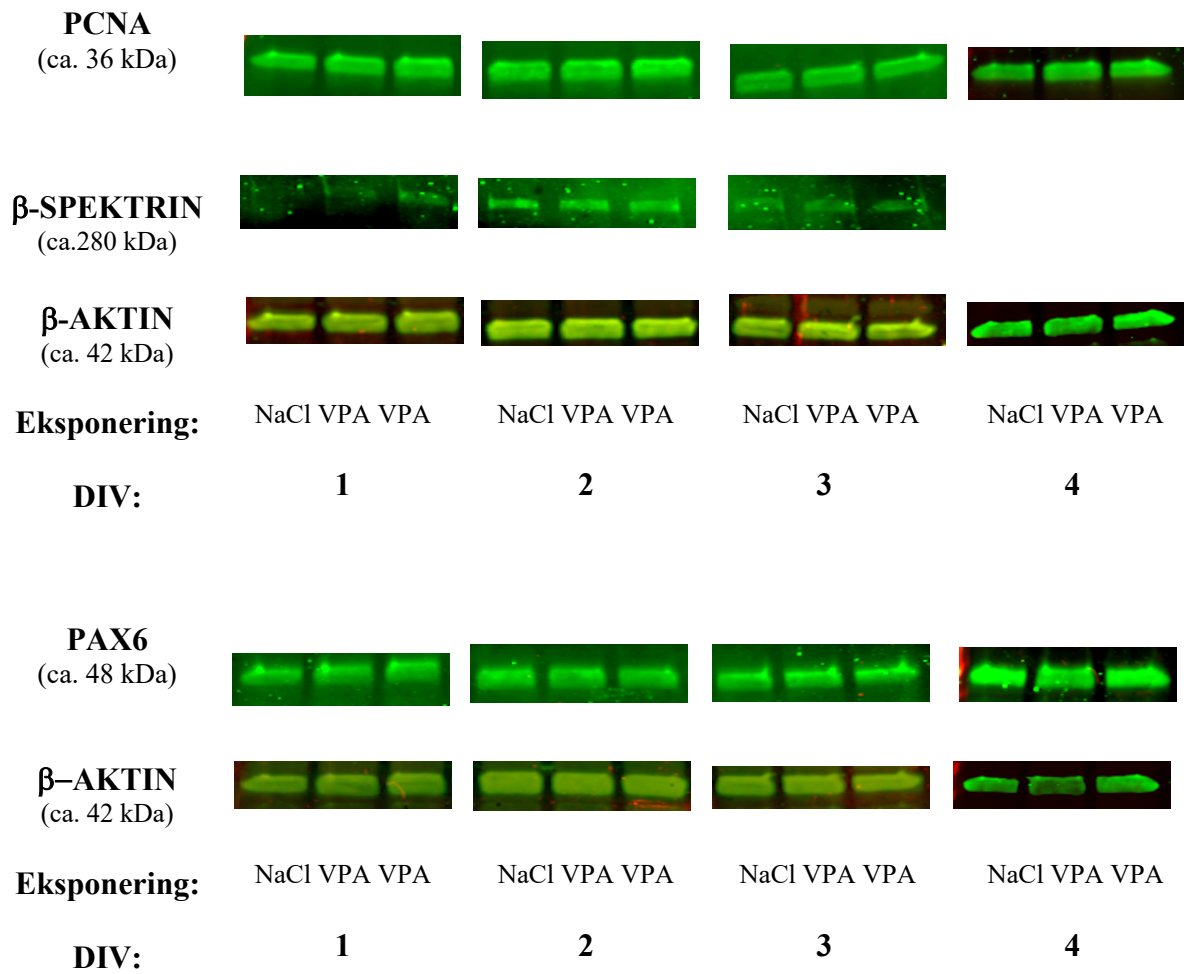 PCNA
(ca. 36 kDa)
β-SPEKTRIN
(ca.280 kDa)
β-AKTIN
(ca. 42 kDa)
Eksponering: NaCl VPA VPA NaCl VPA VPA NaCl VPA VPA NaCl VPA VPA
DIV: 1 2 3 4
PAX6
(ca. 48 kDa)
β–AKTIN
(ca. 42 kDa)
Eksponering: NaCl VPA VPA NaCl VPA VPA NaCl VPA VPA NaCl VPA VPA
DIV: 1 2 3 4